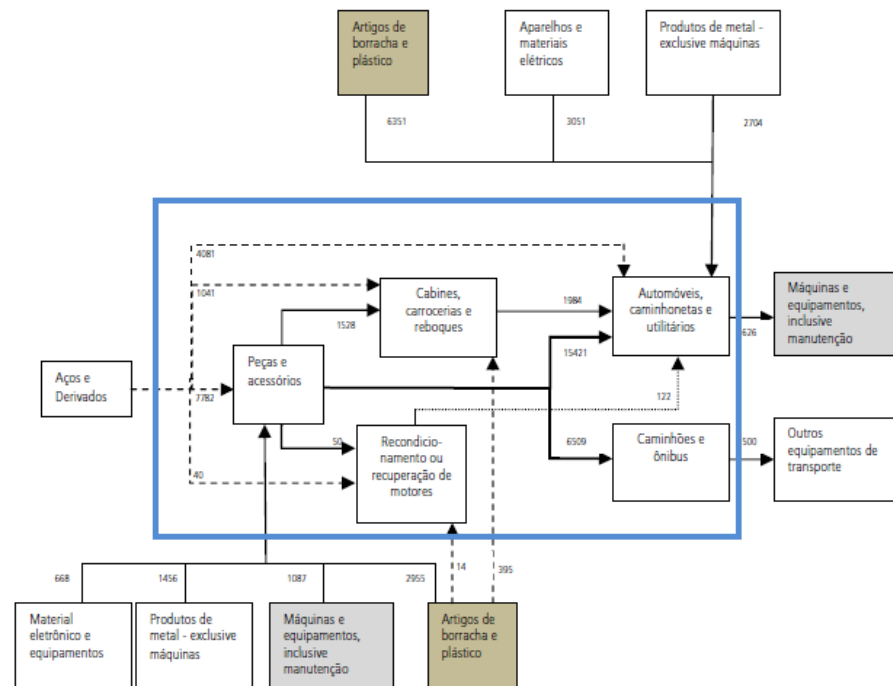 Artigos de
borracha e
plástico
Aparelhos e
materiais
elétricos
Produtos de metal -
exclusive máquinas
6351
3051
2704
4081
1041
Cabines,
carrocerias e
reboques
1984
Automóveis,
caminhonetas e
utilitários
626
Máquinas e
equipamentos,
inclusive
manutenção
1528
15421
Aços e
Derivados
7782
Peças e
acessórios
122
50
Recondicio-
namento ou
recuperação de
motores
40
6509
Caminhões e
ônibus
500
Outros
equipamentos de
transporte
14
395
668
1456
1087
2955
Material
eletrônico e
equipamentos
Produtos de
metal - exclusive
máquinas
Máquinas e
equipamentos,
inclusive
manutenção
Artigos de
borracha e
plástico